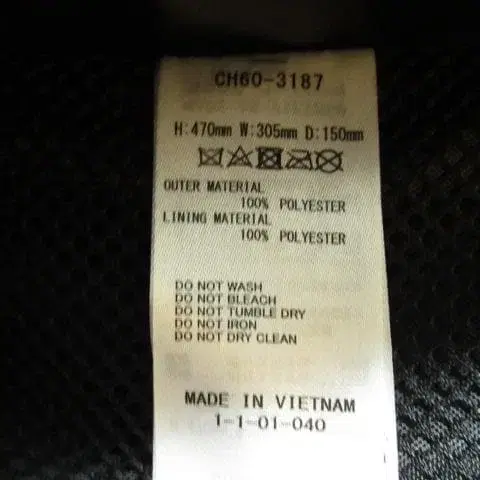 CH60-3187
H:470mm W:305mm D:150mm
OUTER MATERIAL
100% POLYESTER
LINING MATERIAL
100% POLYESTER
DO NOT WASH
DO NOT BLEACH
DO NOT TUMBLE DRY
DO NOT IRON
DO NOT DRY CLEAN
MADE IN VIETNAM
1-1-01-040